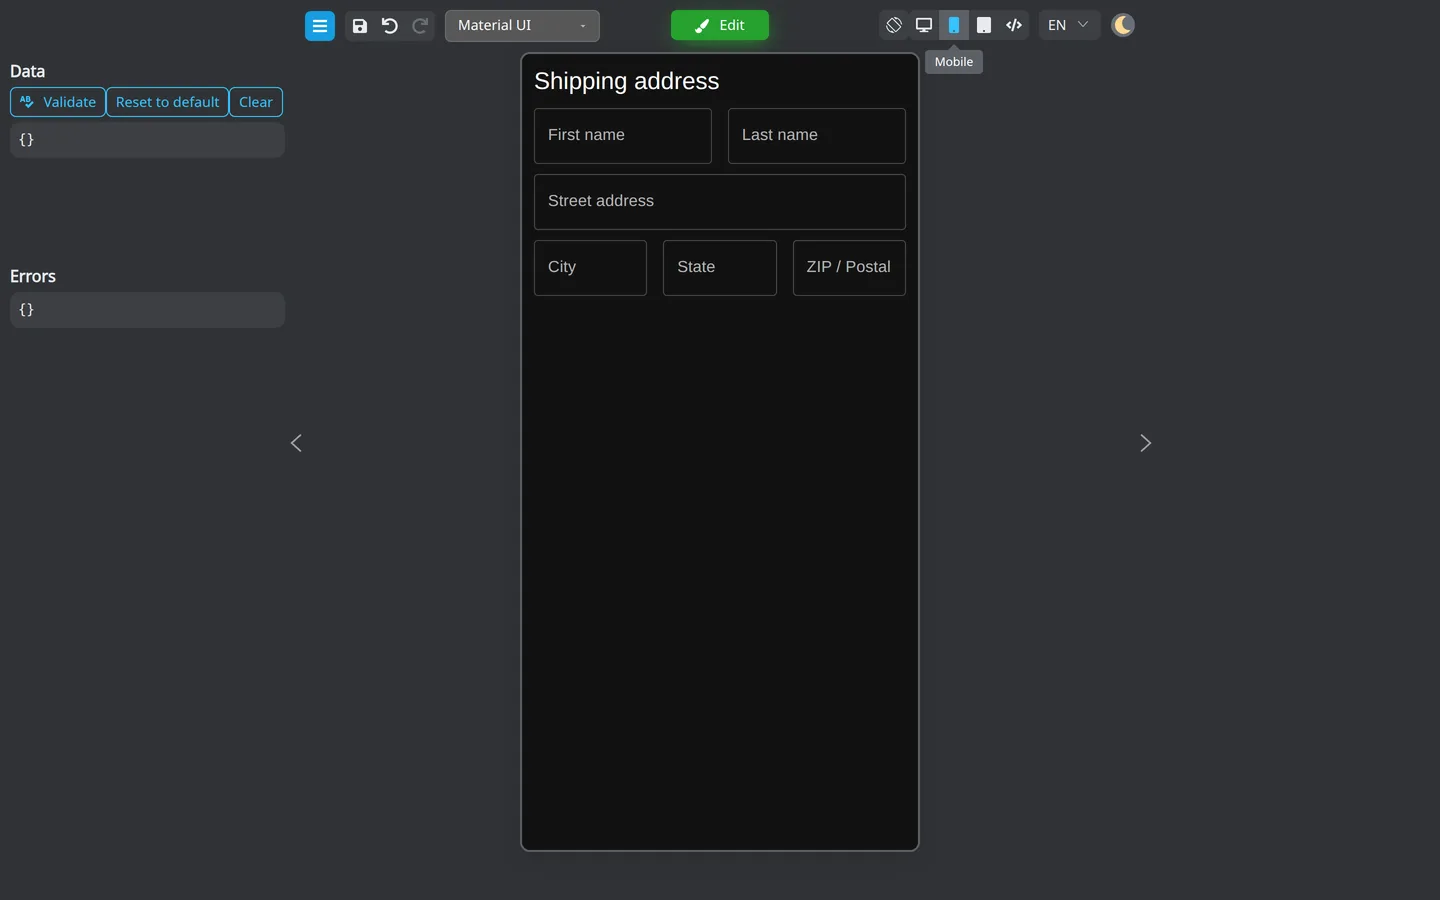 Material UI
Edit
EN
Mobile
Data
Validate
Reset to default
Clear
{}
Errors
{}
Shipping address
First name
Last name
Street address
City
State
ZIP / Postal